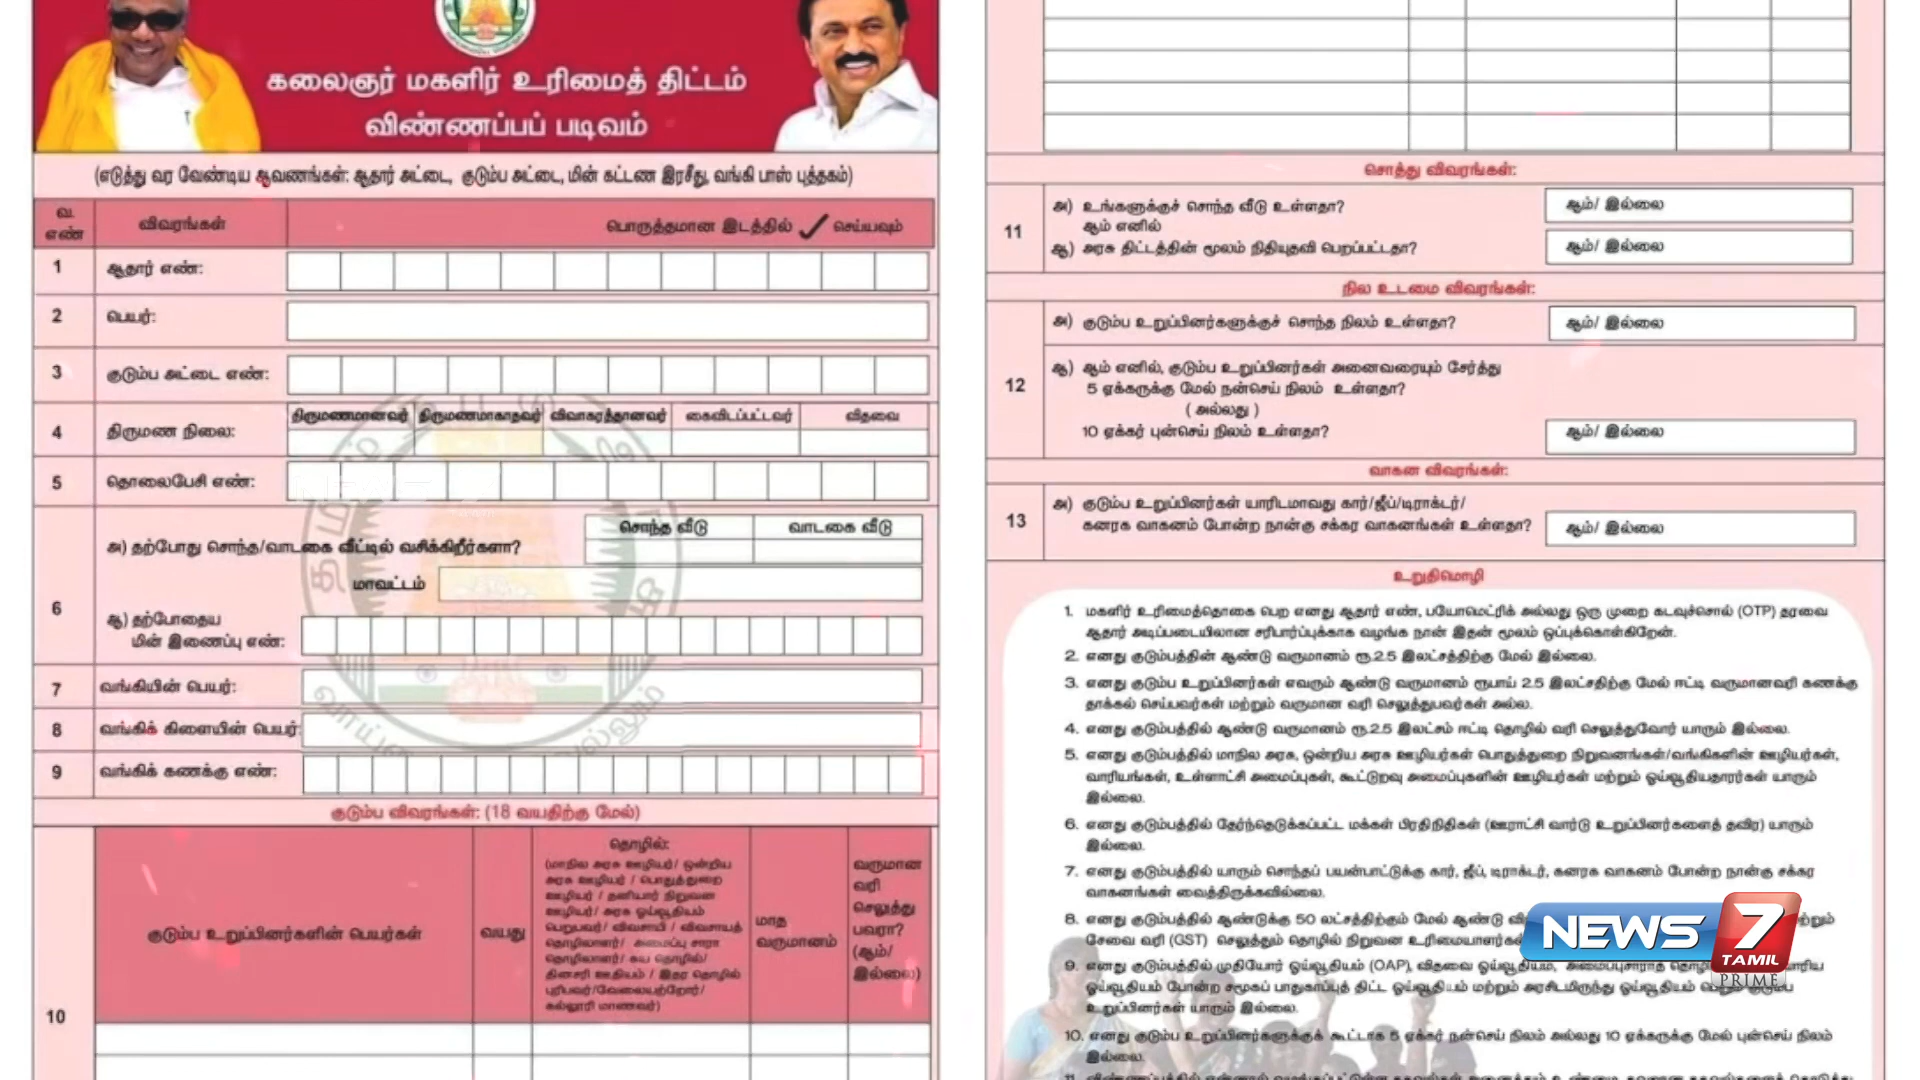 கலைஞர் மகளிர் உரிமைத் திட்டம்
விண்ணப்பப் படிவம்
(எடுத்து வர வேண்டிய ஆவணங்கள்: ஆதார் அட்டை, குடும்ப அட்டை, மின் கட்டண இரசீது, வங்கி பாஸ் புத்தகம்)
வ. எண்
விவரங்கள்
பொருத்தமான இடத்தில் ✓ செய்யவும்
1 ஆதார் எண்:
2 பெயர்:
3 குடும்ப அட்டை எண்:
4 திருமண நிலை:
திருமணமானவர் திருமணமாகாதவர் விவாகரத்தானவர் கைவிடப்பட்டவர் விதவை
5 தொலைபேசி எண்:
6
அ) தற்போது சொந்த/வாடகை வீட்டில் வசிக்கிறீர்களா?
சொந்த வீடு வாடகை வீடு
மாவட்டம்
ஆ) தற்போதைய
மின் இணைப்பு எண்:
7 வங்கியின் பெயர்:
8 வங்கிக் கிளையின் பெயர்:
9 வங்கிக் கணக்கு எண்:
குடும்ப விவரங்கள்: (18 வயதிற்கு மேல்)
10
குடும்ப உறுப்பினர்களின் பெயர்கள்
வயது
தொழில்:
(மாநில அரசு ஊழியர்/ ஒன்றிய
அரசு ஊழியர் / பொதுத்துறை
ஊழியர் / தனியார் நிறுவன
ஊழியர்/ அரசு ஓய்வூதியம்
பெறுபவர்/ விவசாயி / விவசாயத்
தொழிலாளர்/ அமைப்பு சாரா
தொழிலாளர்/ சுய தொழில்/
தினசரி ஊதியம் / இதர தொழில்
புரிபவர்/வேலையற்றோர்/
கல்லூரி மாணவர்)
மாத
வருமானம்
வருமான
வரி
செலுத்து
பவரா?
(ஆம்/
இல்லை)
சொத்து விவரங்கள்:
11
அ) உங்களுக்குச் சொந்த வீடு உள்ளதா?
ஆம்/ இல்லை
ஆம் எனில்
ஆ) அரசு திட்டத்தின் மூலம் நிதியுதவி பெறப்பட்டதா?
ஆம்/ இல்லை
நில உடமை விவரங்கள்:
12
அ) குடும்ப உறுப்பினர்களுக்குச் சொந்த நிலம் உள்ளதா?
ஆம்/ இல்லை
ஆ) ஆம் எனில், குடும்ப உறுப்பினர்கள் அனைவரையும் சேர்த்து
5 ஏக்கருக்கு மேல் நன்செய் நிலம் உள்ளதா?
( அல்லது )
10 ஏக்கர் புன்செய் நிலம் உள்ளதா?
ஆம்/ இல்லை
வாகன விவரங்கள்:
13
அ) குடும்ப உறுப்பினர்கள் யாரிடமாவது கார்/ஜீப்/டிராக்டர்/
கனரக வாகனம் போன்ற நான்கு சக்கர வாகனங்கள் உள்ளதா?
ஆம்/ இல்லை
உறுதிமொழி
1. மகளிர் உரிமைத்தொகை பெற எனது ஆதார் எண், பயோமெட்ரிக் அல்லது ஒரு முறை கடவுச்சொல் (OTP) தரவை
ஆதார் அடிப்படையிலான சரிபார்ப்புக்காக வழங்க நான் இதன் மூலம் ஒப்புக்கொள்கிறேன்.
2. எனது குடும்பத்தின் ஆண்டு வருமானம் ரூ.2.5 இலட்சத்திற்கு மேல் இல்லை.
3. எனது குடும்ப உறுப்பினர்கள் எவரும் ஆண்டு வருமானம் ரூபாய் 2.5 இலட்சதிற்கு மேல் ஈட்டி வருமானவரி கணக்கு
தாக்கல் செய்பவர்கள் மற்றும் வருமான வரி செலுத்துபவர்கள் அல்ல.
4. எனது குடும்பத்தில் ஆண்டு வருமானம் ரூ.2.5 இலட்சம் ஈட்டி தொழில் வரி செலுத்துவோர் யாரும் இல்லை.
5. எனது குடும்பத்தில் மாநில அரசு, ஒன்றிய அரசு ஊழியர்கள் பொதுத்துறை நிறுவனங்கள்/வங்கிகளின் ஊழியர்கள்,
வாரியங்கள், உள்ளாட்சி அமைப்புகள், கூட்டுறவு அமைப்புகளின் ஊழியர்கள் மற்றும் ஓய்வூதியதாரர்கள் யாரும்
இல்லை.
6. எனது குடும்பத்தில் தேர்ந்தெடுக்கப்பட்ட மக்கள் பிரதிநிதிகள் (ஊராட்சி வார்டு உறுப்பினர்களைத் தவிர) யாரும்
இல்லை.
7. எனது குடும்பத்தில் யாரும் சொந்தப் பயன்பாட்டுக்கு கார், ஜீப், டிராக்டர், கனரக வாகனம் போன்ற நான்கு சக்கர
வாகனங்கள் வைத்திருக்கவில்லை.
8. எனது குடும்பத்தில் ஆண்டுக்கு 50 லட்சத்திற்கும் மேல் ஆண்டு
சேவை வரி (GST) செலுத்தும் தொழில் நிறுவன உரிமையாளர்கள்
9. எனது குடும்பத்தில் முதியோர் ஓய்வூதியம் (OAP), விதவை ஓய்வூதியம், அமைப்புசாராத
ஓய்வூதியம் போன்ற சமூகப் பாதுகாப்புத் திட்ட ஓய்வூதியம் மற்றும் அரசிடமிருந்து ஓய்வூதியம் பெறும்
உறுப்பினர்கள் யாரும் இல்லை.
10. எனது குடும்ப உறுப்பினர்களுக்குக் கூட்டாக 5 ஏக்கர் நன்செய் நிலம் அல்லது 10 ஏக்கருக்கு மேல் புன்செய் நிலம்
இல்லை.
NEWS 7
TAMIL
PRIME